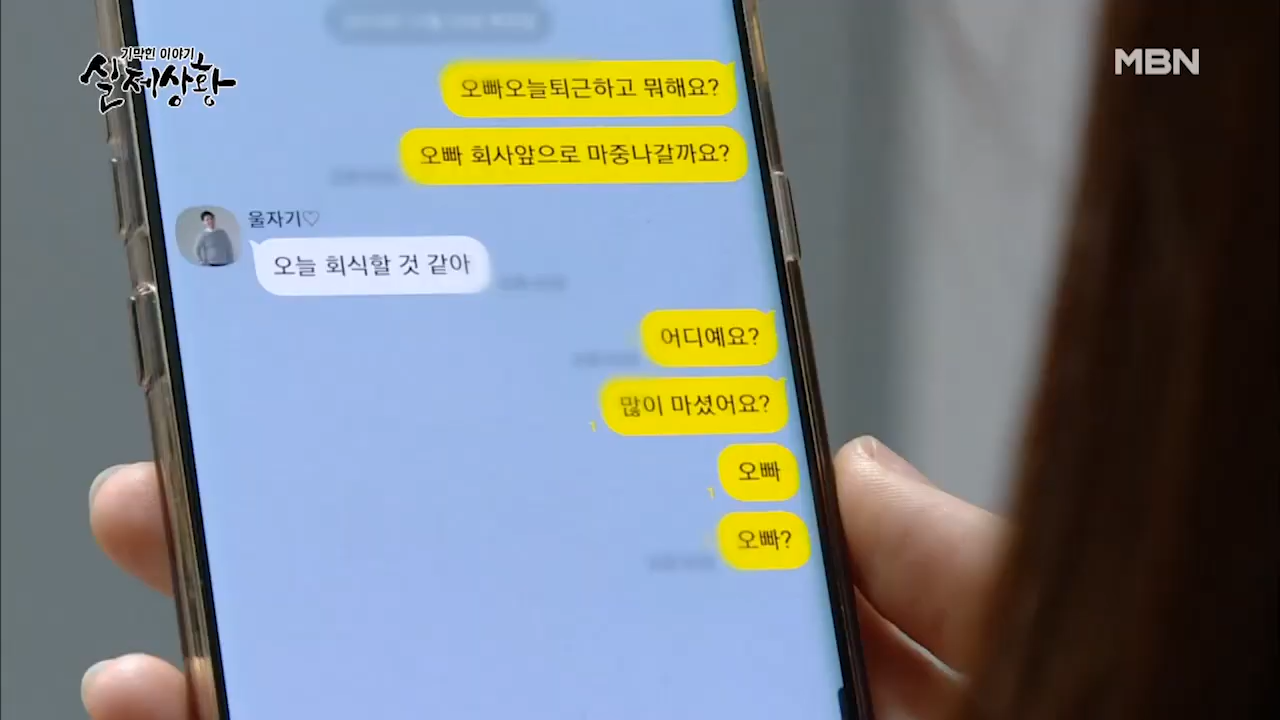 기막힌 이야기
실제상황
MBN
오빠오늘퇴근하고 뭐해요?
오빠 회사앞으로 마중나갈까요?
울자기♡
오늘 회식할 것 같아
어디예요?
많이 마셨어요?
1
오빠
1
오빠?